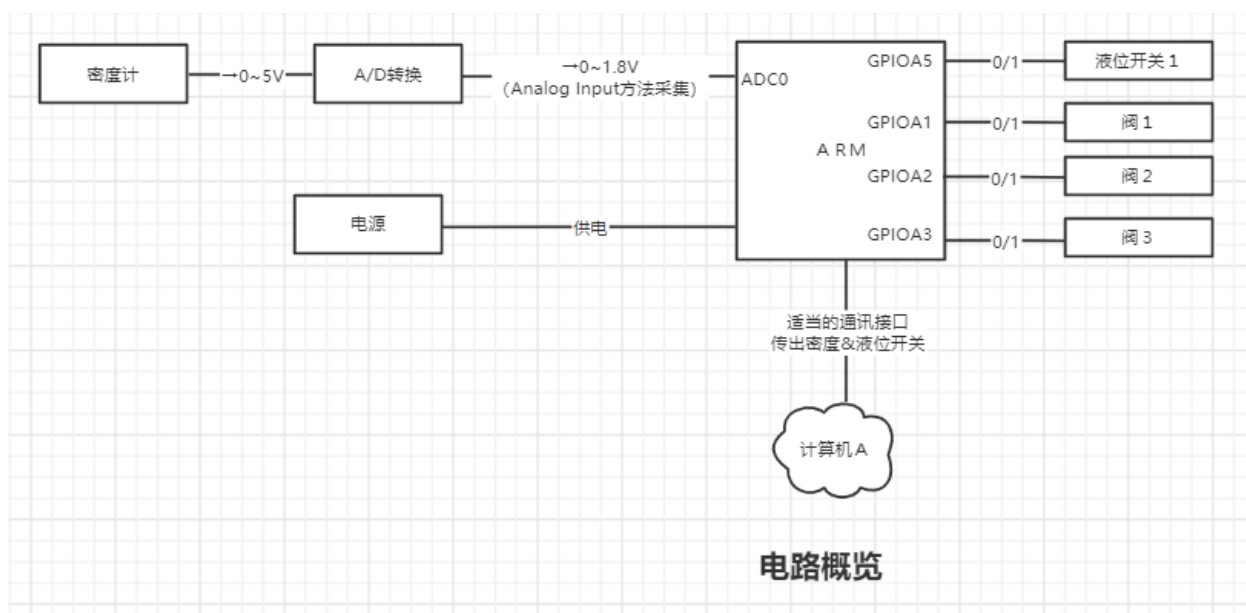 密度计
→0~5V
A/D转换
→0~1.8V
(Analog Input方法采集)
ADC0
ARM
GPIOA5
0/1
液位开关1
GPIOA1
0/1
阀1
GPIOA2
0/1
阀2
GPIOA3
0/1
阀3
电源
供电
适当的通讯接口
传出密度&液位开关
计算机A
电路概览